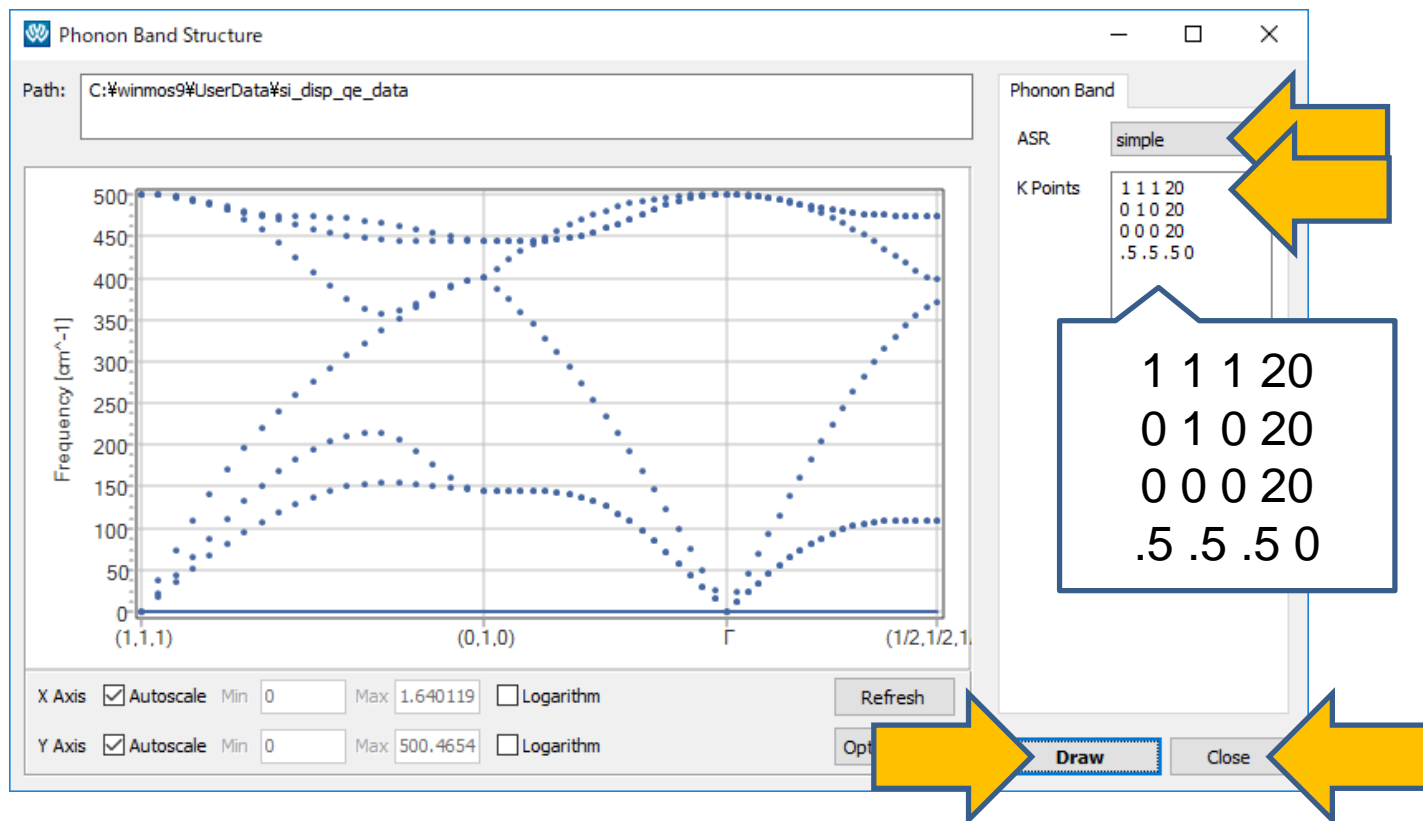 Phonon Band Structure
Path: C:¥winmos9¥UserData¥si_disp_qe_data
Phonon Band
ASR simple
K Points
1 1 1 20
0 1 0 20
0 0 0 20
.5 .5 .5 0
500
450
400
350
300
250
200
150
100
50
0
Frequency [cm^-1]
(1,1,1) (0,1,0) Γ (1/2,1/2,1/
1 1 1 20
0 1 0 20
0 0 0 20
.5 .5 .5 0
X Axis Autoscale Min 0 Max 1.640119 Logarithm Refresh
Y Axis Autoscale Min 0 Max 500.4654 Logarithm Opt
Draw Close